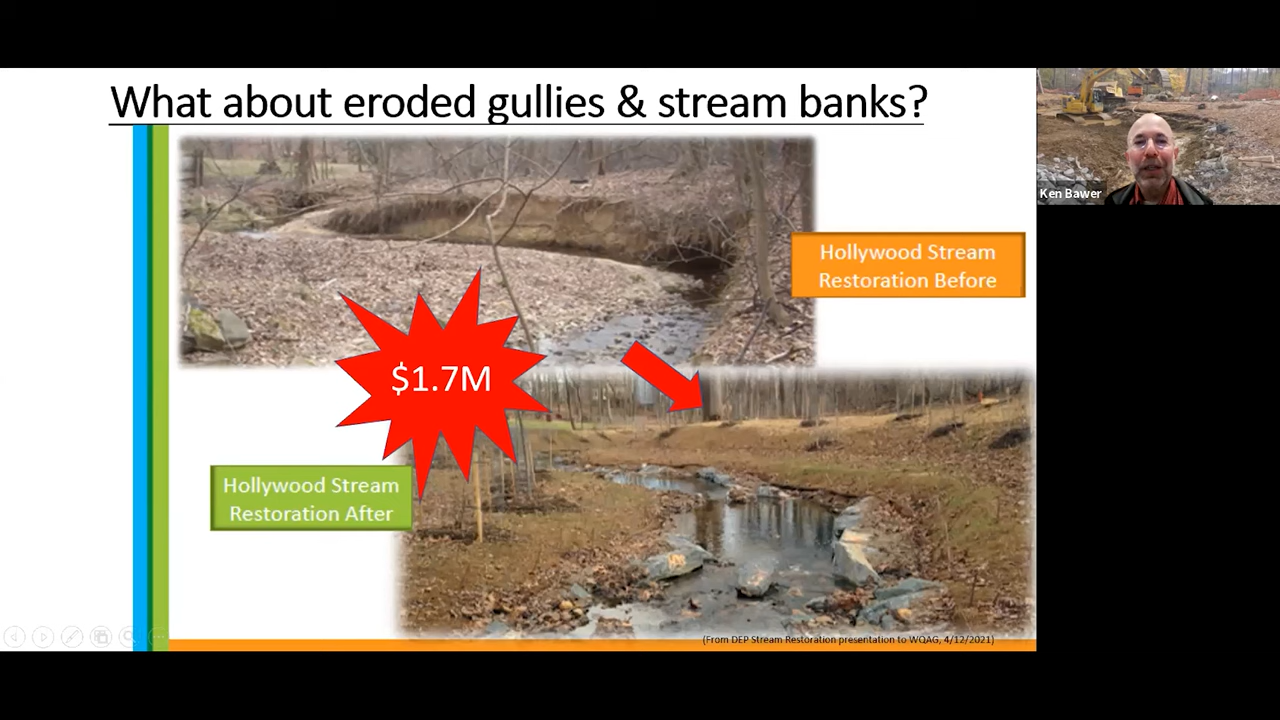 What about eroded gullies & stream banks?
Ken Bawer
Hollywood Stream
Restoration Before
$1.7M
Hollywood Stream
Restoration After
(From DEP Stream Restoration presentation to WQAG, 4/12/2021)